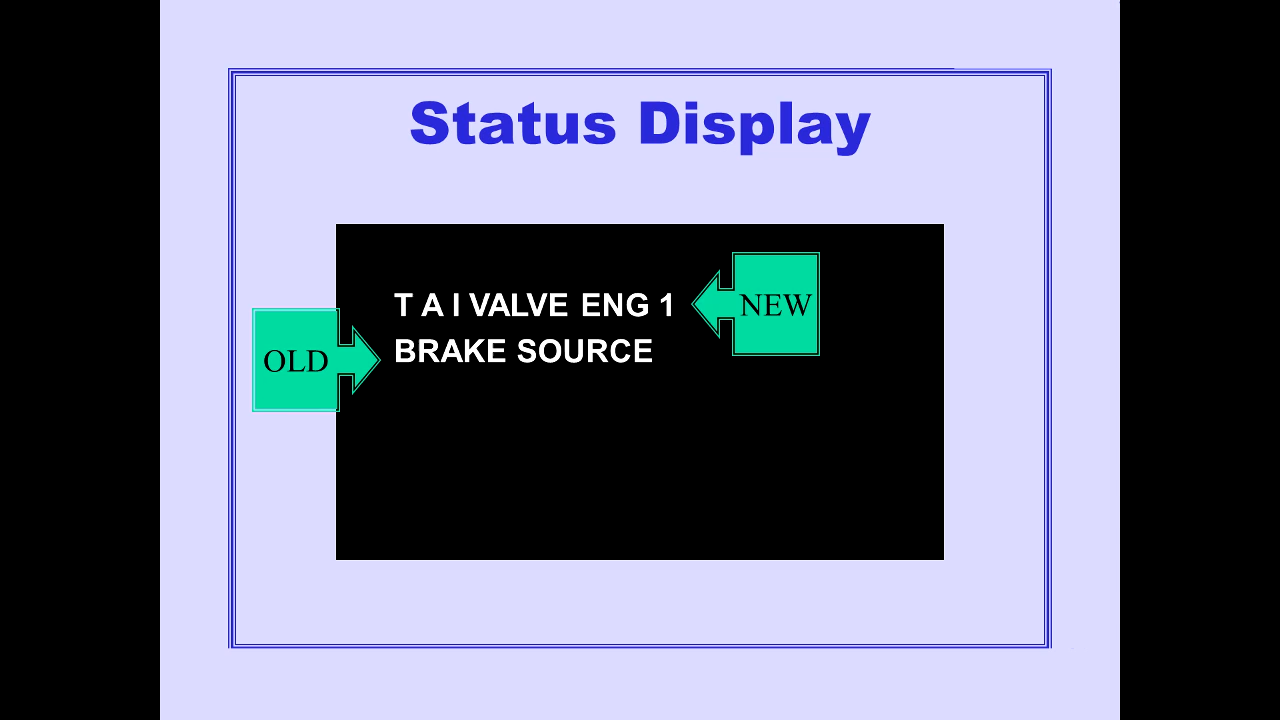 Status Display
T A I VALVE ENG 1
NEW
OLD
BRAKE SOURCE